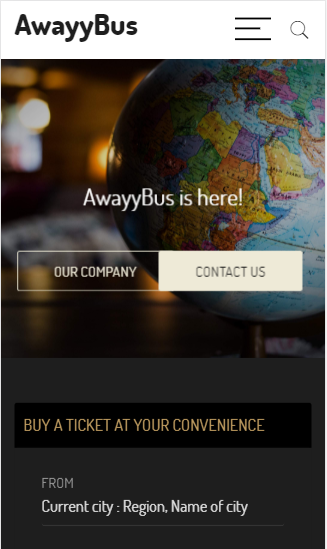 AwayyBus
AwayyBus is here!
OUR COMPANY
CONTACT US
BUY A TICKET AT YOUR CONVENIENCE
FROM
Current city : Region, Name of city